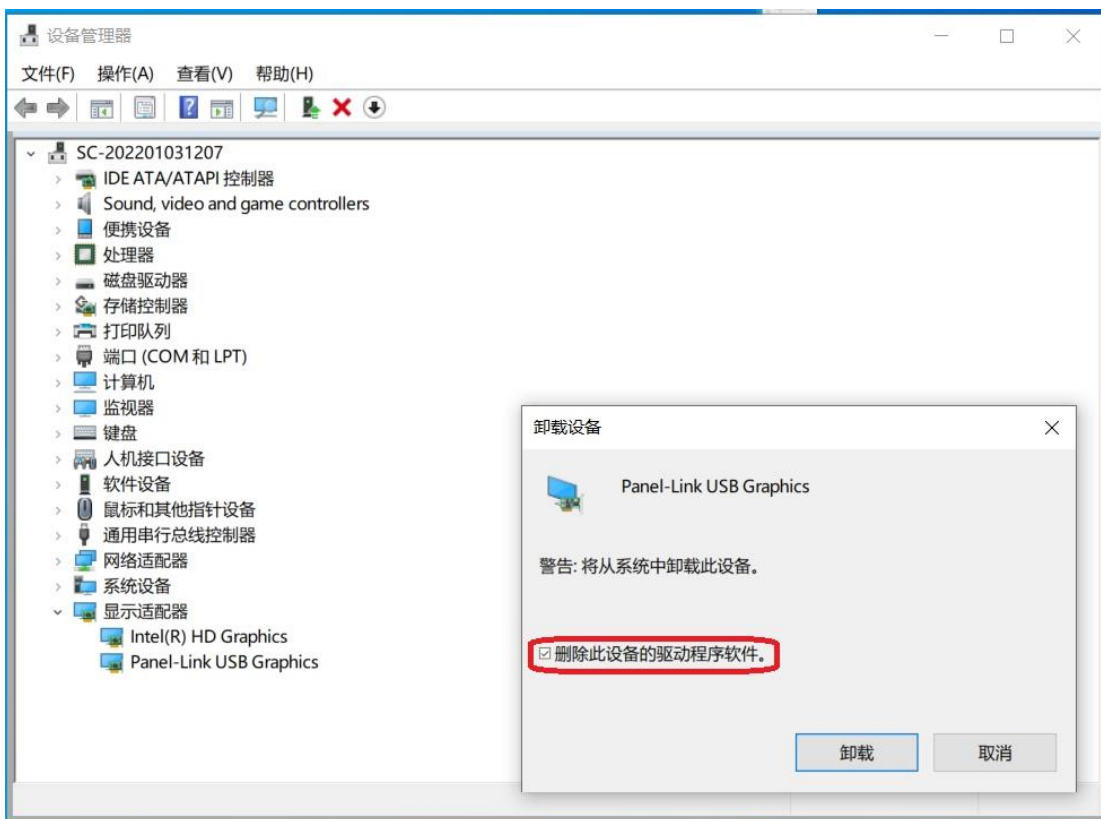 设备管理器
文件(F) 操作(A) 查看(V) 帮助(H)
SC-202201031207
IDE ATA/ATAPI 控制器
Sound, video and game controllers
便携设备
处理器
磁盘驱动器
存储控制器
打印队列
端口 (COM 和 LPT)
计算机
监视器
键盘
人机接口设备
软件设备
鼠标和其他指针设备
通用串行总线控制器
网络适配器
系统设备
显示适配器
Intel(R) HD Graphics
Panel-Link USB Graphics
卸载设备
Panel-Link USB Graphics
警告: 将从系统中卸载此设备。
删除此设备的驱动程序软件。
卸载 取消